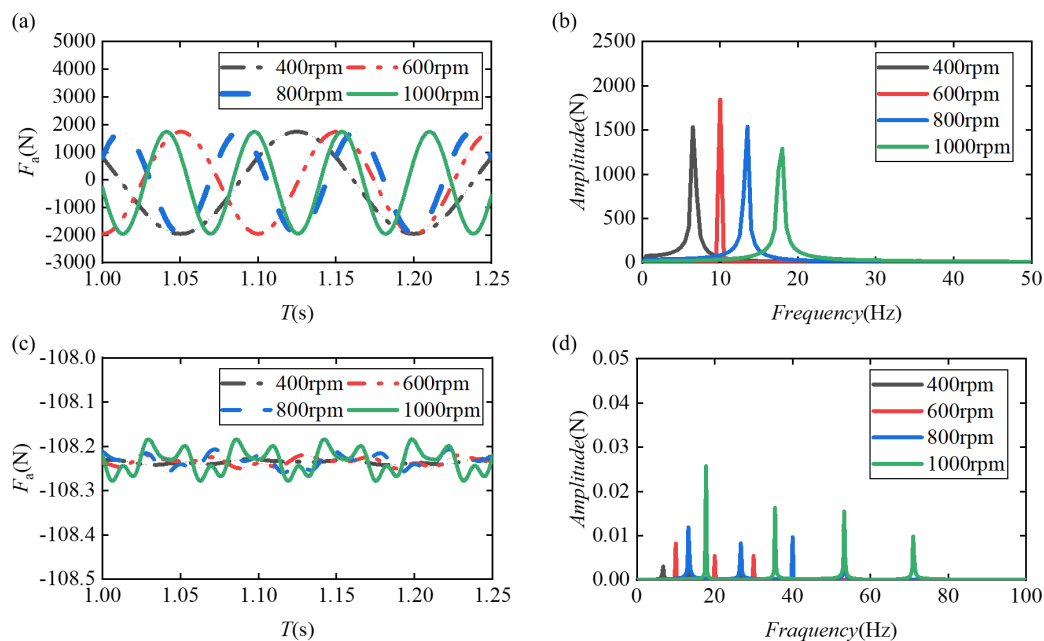 (a)
5000
4000
3000
2000
1000
0
-1000
-2000
-3000
Fa(N)
400rpm 600rpm
800rpm 1000rpm
1.00 1.05 1.10 1.15 1.20 1.25
T(s)
(b)
2500
2000
1500
1000
500
0
Amplitude(N)
400rpm
600rpm
800rpm
1000rpm
0 10 20 30 40 50
Frequency(Hz)
(c)
-108.0
-108.1
-108.2
-108.3
-108.4
-108.5
Fa(N)
400rpm 600rpm
800rpm 1000rpm
1.00 1.05 1.10 1.15 1.20 1.25
T(s)
(d)
0.05
0.04
0.03
0.02
0.01
0.00
Amplitude(N)
400rpm
600rpm
800rpm
1000rpm
0 20 40 60 80 100
Fraquency(Hz)